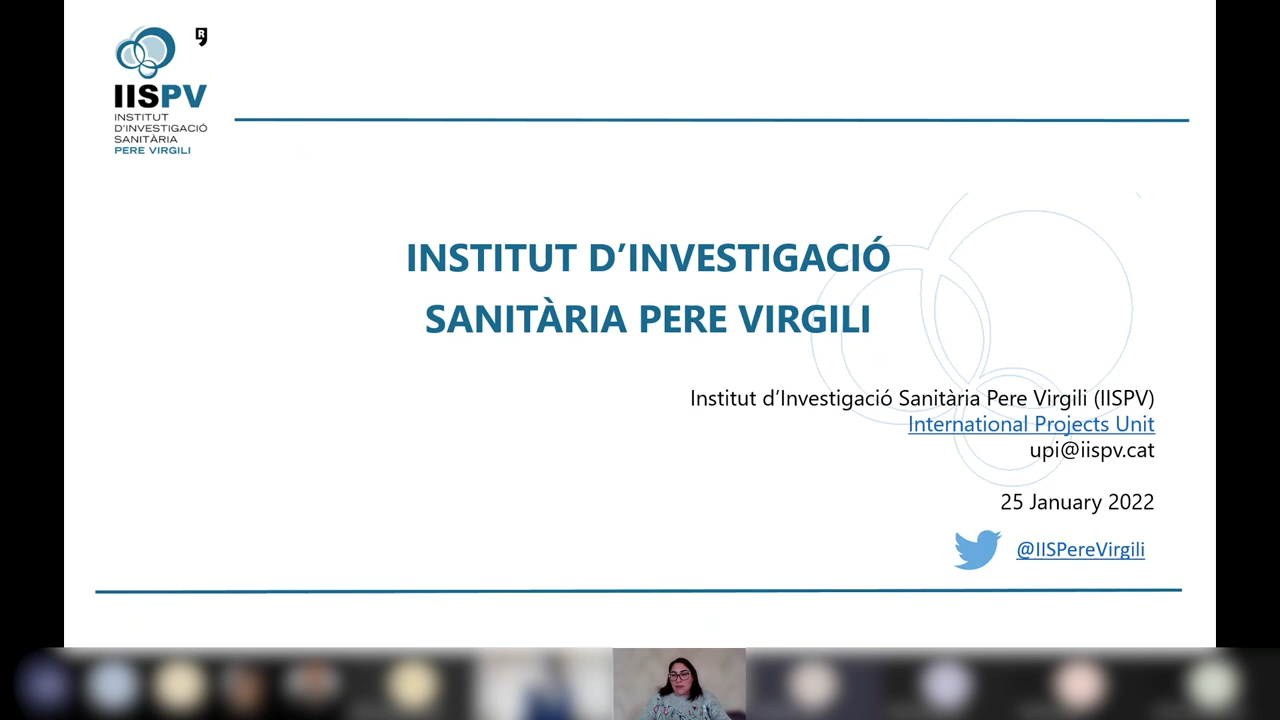 R
IISPV
INSTITUT
D'INVESTIGACIÓ
SANITÀRIA
PERE VIRGILI
INSTITUT D’INVESTIGACIÓ
SANITÀRIA PERE VIRGILI
Institut d’Investigació Sanitària Pere Virgili (IISPV)
International Projects Unit
upi@iispv.cat
25 January 2022
@IISPereVirgili